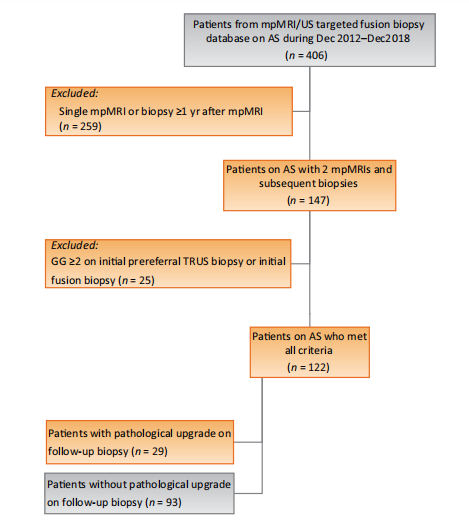 Patients from mpMRI/US targeted fusion biopsy
database on AS during Dec 2012–Dec2018
(n = 406)
Excluded:
Single mpMRI or biopsy ≥1 yr after mpMRI
(n = 259)
Patients on AS with 2 mpMRIs and
subsequent biopsies
(n = 147)
Excluded:
GG ≥2 on initial prereferral TRUS biopsy or initial
fusion biopsy (n = 25)
Patients on AS who met
all criteria
(n = 122)
Patients with pathological upgrade on
follow-up biopsy (n = 29)
Patients without pathological upgrade
on follow-up biopsy (n = 93)